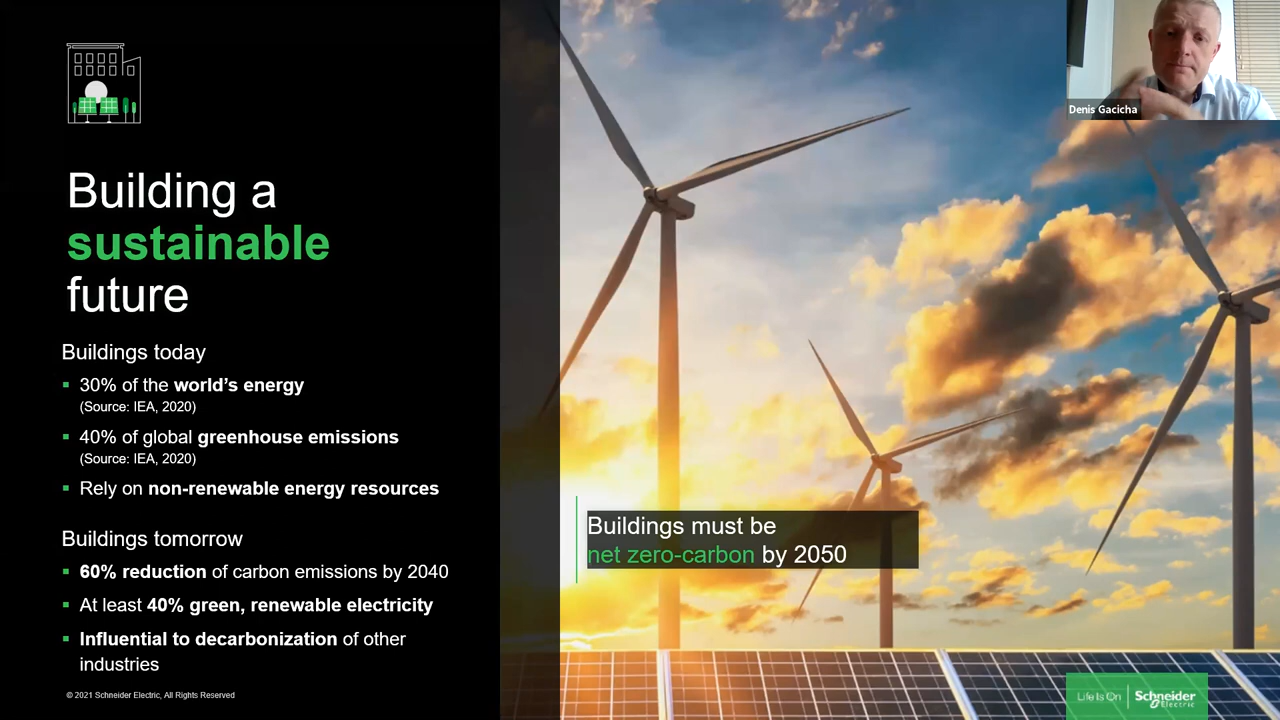 Denis Gacicha
Building a
sustainable
future
Buildings today
30% of the world’s energy
(Source: IEA, 2020)
40% of global greenhouse emissions
(Source: IEA, 2020)
Rely on non-renewable energy resources
Buildings tomorrow
60% reduction of carbon emissions by 2040
At least 40% green, renewable electricity
Influential to decarbonization of other
industries
© 2021 Schneider Electric, All Rights Reserved
Buildings must be
net zero-carbon by 2050
Life Is On | Schneider
Electric